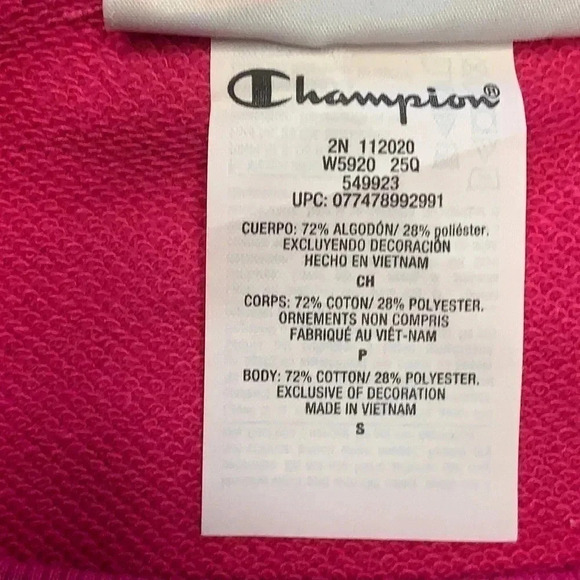 Champion®
2N 112020
W5920 25Q
549923
UPC: 077478992991
CUERPO: 72% ALGODÓN/ 28% poliéster.
EXCLUYENDO DECORACIÓN
HECHO EN VIETNAM
CH
CORPS: 72% COTON/ 28% POLYESTER.
ORNEMENTS NON COMPRIS
FABRIQUÉ AU VIÊT-NAM
P
BODY: 72% COTTON/ 28% POLYESTER.
EXCLUSIVE OF DECORATION
MADE IN VIETNAM
S